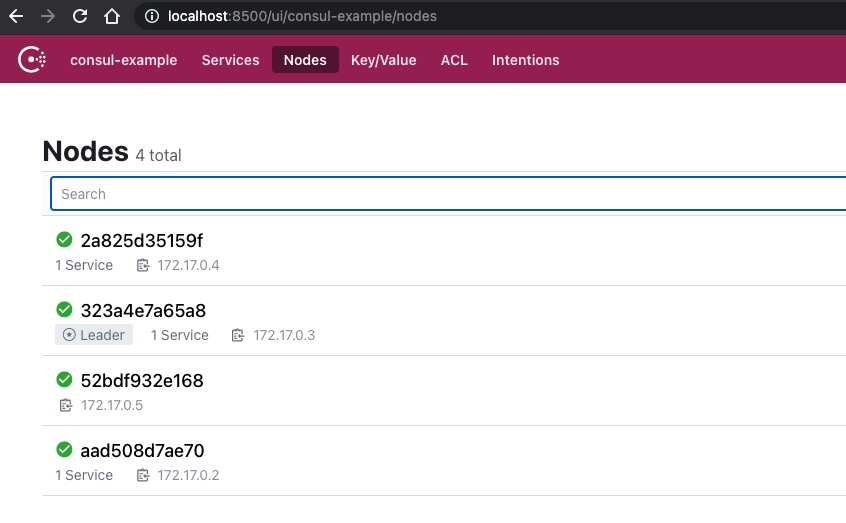 localhost:8500/ui/consul-example/nodes
consul-example Services Nodes Key/Value ACL Intentions
Nodes 4 total
Search
2a825d35159f
1 Service 172.17.0.4
323a4e7a65a8
Leader 1 Service 172.17.0.3
52bdf932e168
172.17.0.5
aad508d7ae70
1 Service 172.17.0.2